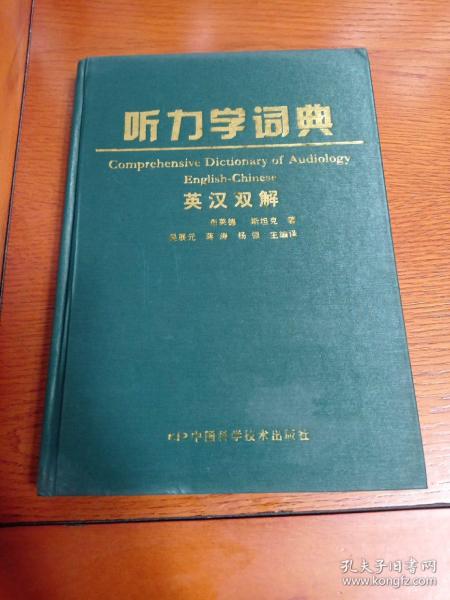 听力学词典
Comprehensive Dictionary of Audiology
English-Chinese
英汉双解
布莱德 斯坦克 著
吴展元 蒋涛 杨强 主编译
中国科学技术出版社
孔夫子旧书网
www.kongfz.com